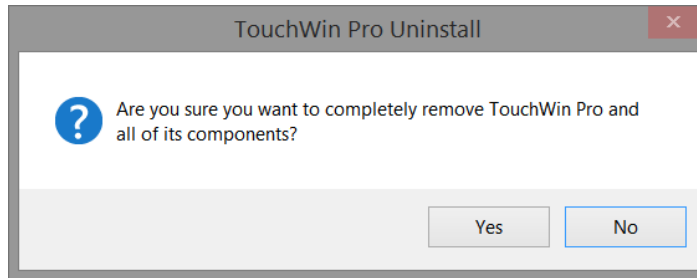 TouchWin Pro Uninstall
Are you sure you want to completely remove TouchWin Pro and
all of its components?
Yes No